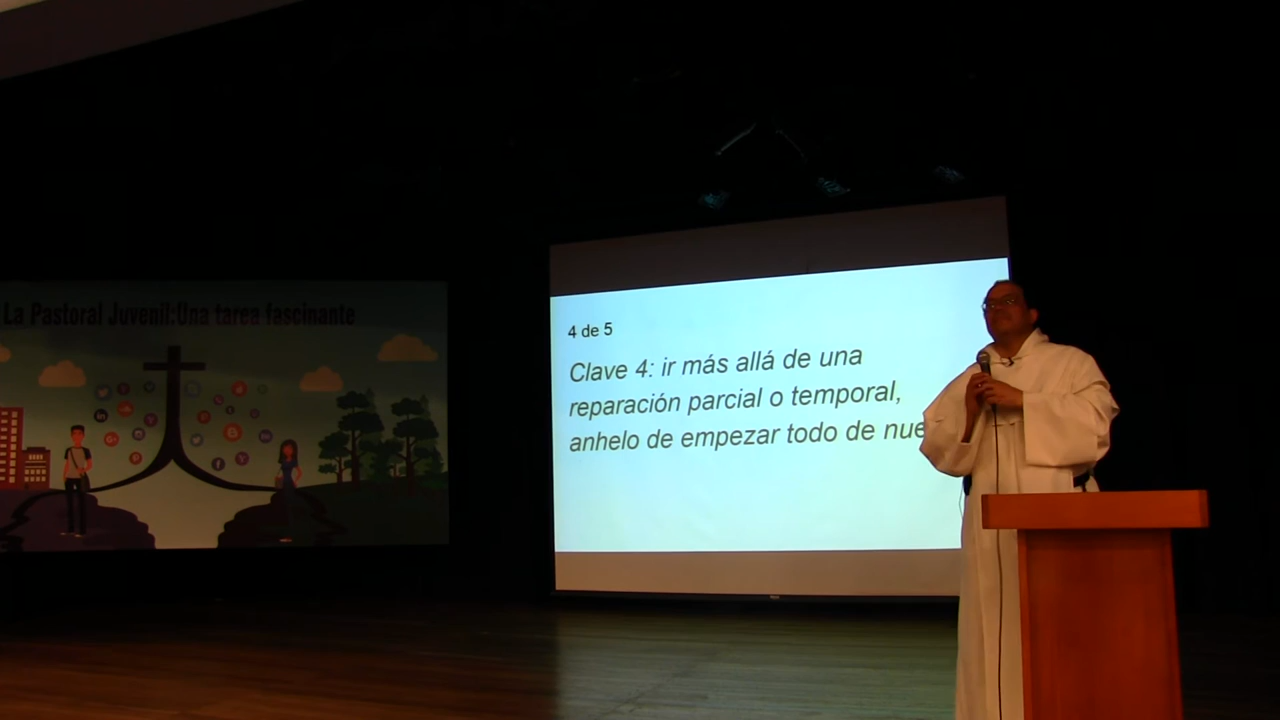 La Pastoral Juvenil:Una tarea fascinante
4 de 5
Clave 4: ir más allá de una
reparación parcial o temporal,
anhelo de empezar todo de